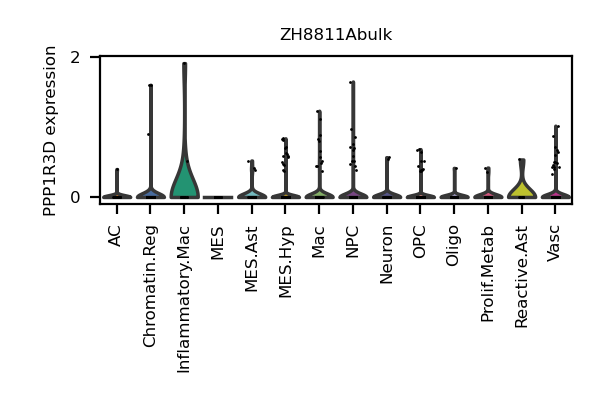 ZH8811Abulk
PPP1R3D expression
2
0
AC
Chromatin.Reg
Inflammatory.Mac
MES
MES.Ast
MES.Hyp
Mac
NPC
Neuron
OPC
Oligo
Prolif.Metab
Reactive.Ast
Vasc